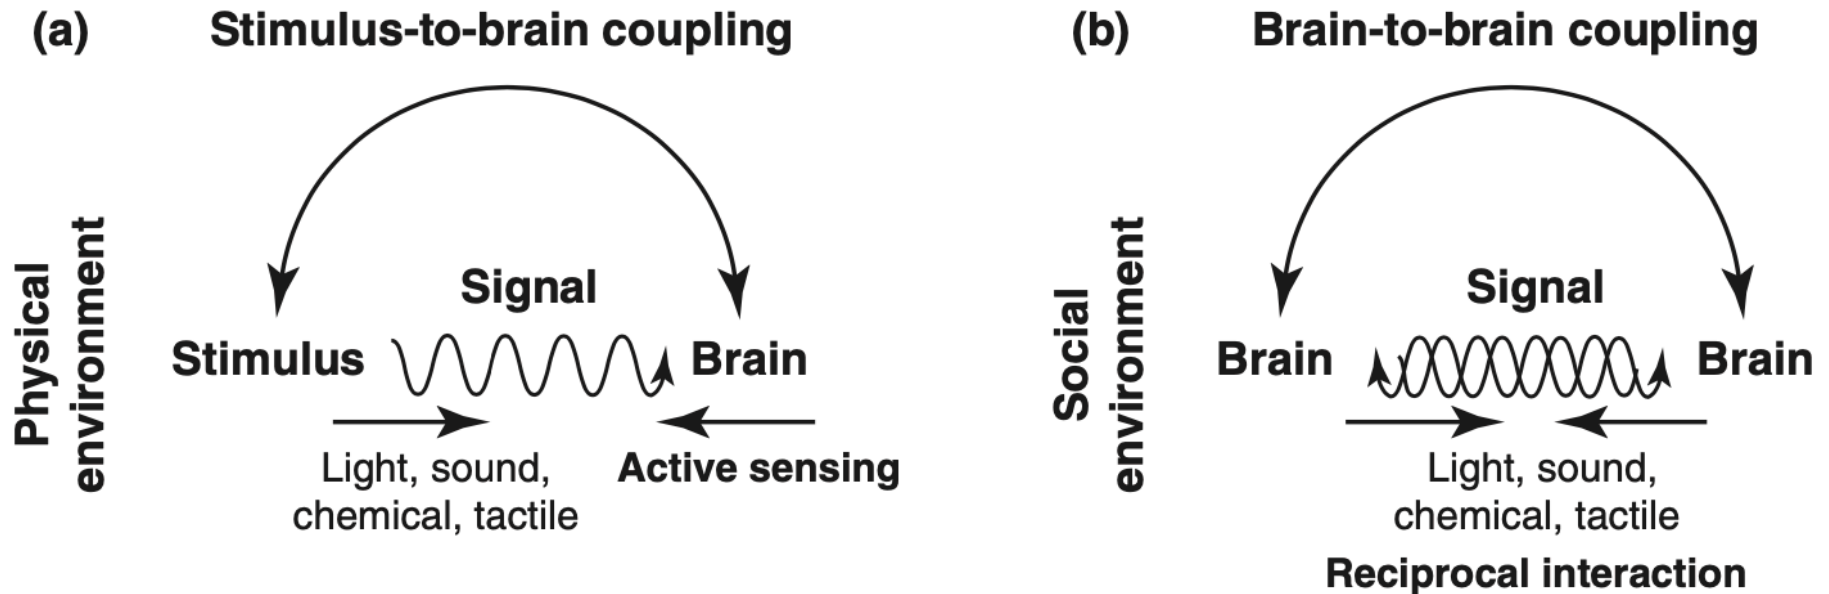 (a) Stimulus-to-brain coupling
Physical
environment
Signal
Stimulus
Brain
Light, sound,
chemical, tactile
Active sensing
(b) Brain-to-brain coupling
Social
environment
Signal
Brain
Brain
Light, sound,
chemical, tactile
Reciprocal interaction